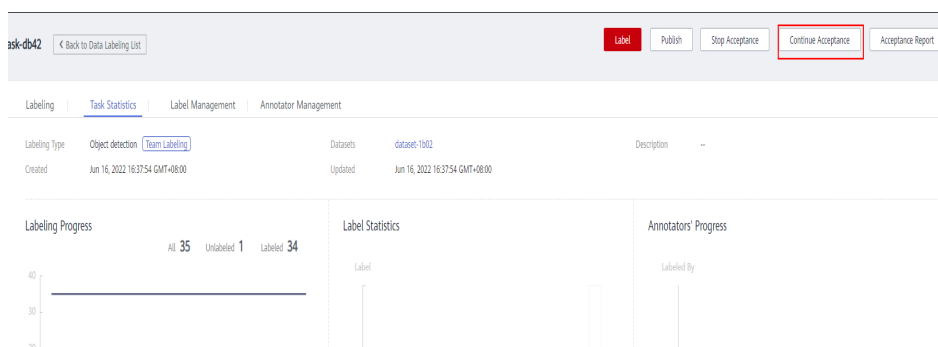 ask-db42 < Back to Data Labeling List Label Publish Stop Acceptance Continue Acceptance Acceptance Report
Labeling Task Statistics Label Management Annotator Management
Labeling Type Object detection Team Labeling Datasets dataset-1b02 Description --
Created Jun 16, 2022 16:37:54 GMT+08:00 Updated Jun 16, 2022 16:37:54 GMT+08:00
Labeling Progress Label Statistics Annotators' Progress
All 35 Unlabeled 1 Labeled 34
Label Labeled By
40
30
20